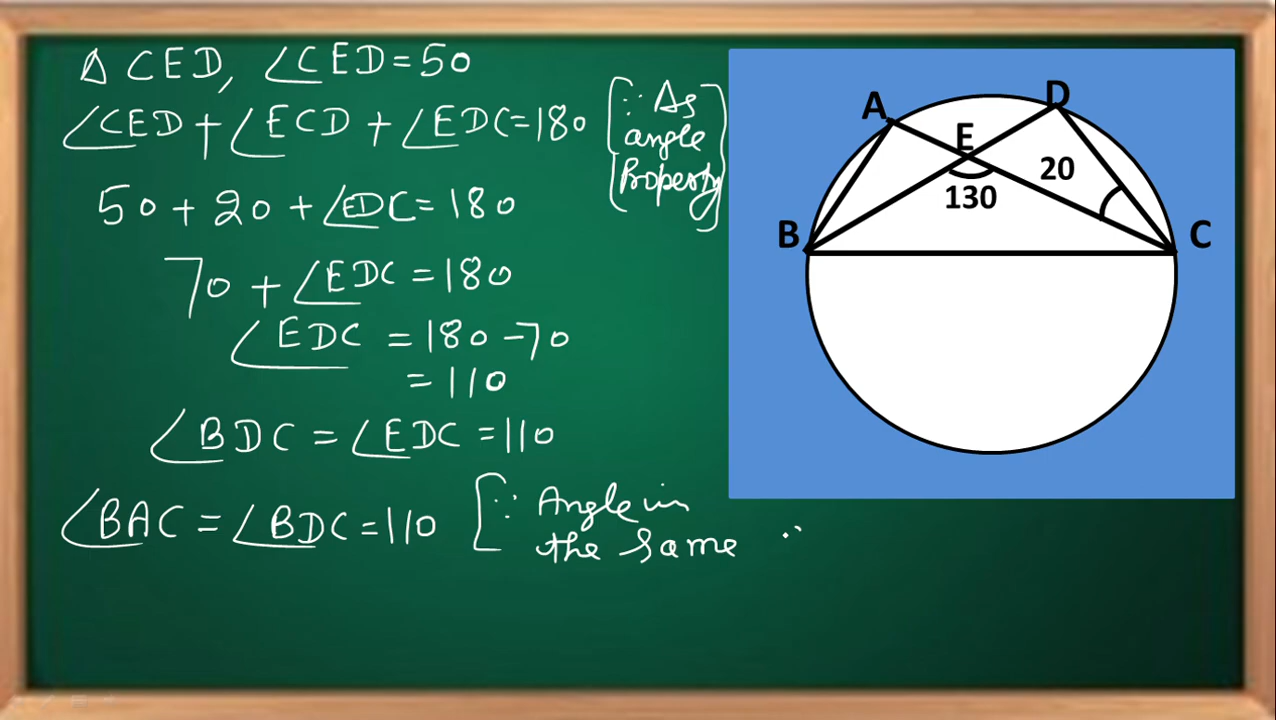 Δ CED, ∠CED=50
∠CED+∠ECD+∠EDC=180 [∵ As
angle
Property]
50+20+∠EDC=180
70+∠EDC=180
∠EDC =180-70
=110
∠BDC=∠EDC=110
∠BAC=∠BDC=110 [∵ Angle in
the same
A
D
E
20
130
B
C